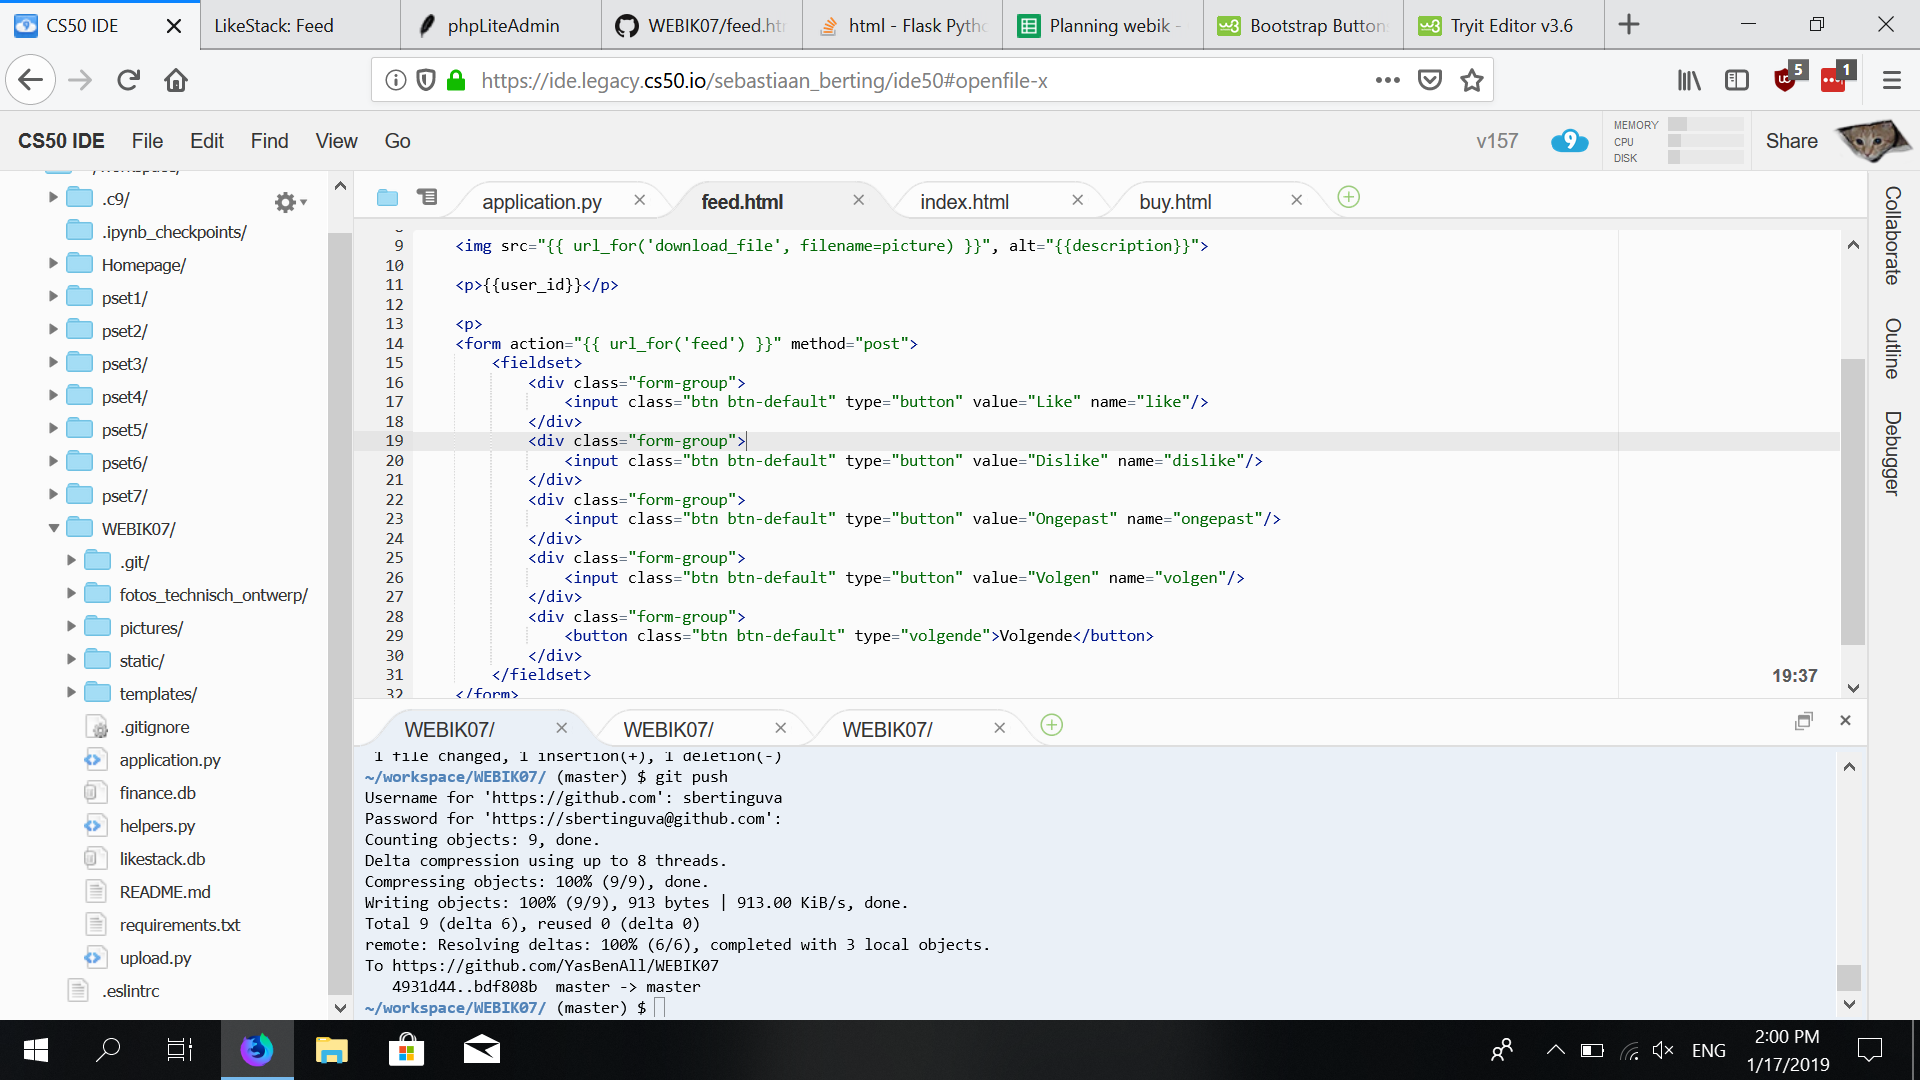 CS50 IDE
LikeStack: Feed
phpLiteAdmin
WEBIK07/feed.htm
html - Flask Pytho
Planning webik -
Bootstrap Buttons
Tryit Editor v3.6
https://ide.legacy.cs50.io/sebastiaan_berting/ide50#openfile-x
5
1
CS50 IDE File Edit Find View Go
v157
9
MEMORY
CPU
DISK
Share
.c9/
.ipynb_checkpoints/
Homepage/
pset1/
pset2/
pset3/
pset4/
pset5/
pset6/
pset7/
WEBIK07/
.git/
fotos_technisch_ontwerp/
pictures/
static/
templates/
.gitignore
application.py
finance.db
helpers.py
likestack.db
README.md
requirements.txt
upload.py
.eslintrc
application.py
feed.html
index.html
buy.html
9 <img src="{{ url_for('download_file', filename=picture) }}", alt="{{description}}">
10
11 <p>{{user_id}}</p>
12
13 <p>
14 <form action="{{ url_for('feed') }}" method="post">
15 <fieldset>
16 <div class="form-group">
17 <input class="btn btn-default" type="button" value="Like" name="like"/>
18 </div>
19 <div class="form-group">
20 <input class="btn btn-default" type="button" value="Dislike" name="dislike"/>
21 </div>
22 <div class="form-group">
23 <input class="btn btn-default" type="button" value="Ongepast" name="ongepast"/>
24 </div>
25 <div class="form-group">
26 <input class="btn btn-default" type="button" value="Volgen" name="volgen"/>
27 </div>
28 <div class="form-group">
29 <button class="btn btn-default" type="volgende">Volgende</button>
30 </div>
31 </fieldset>
32 </form>
19:37
Collaborate
Outline
Debugger
WEBIK07/
WEBIK07/
WEBIK07/
1 file changed, 1 insertion(+), 1 deletion(-)
~/workspace/WEBIK07/ (master) $ git push
Username for 'https://github.com': sbertinguva
Password for 'https://sbertinguva@github.com':
Counting objects: 9, done.
Delta compression using up to 8 threads.
Compressing objects: 100% (9/9), done.
Writing objects: 100% (9/9), 913 bytes | 913.00 KiB/s, done.
Total 9 (delta 6), reused 0 (delta 0)
remote: Resolving deltas: 100% (6/6), completed with 3 local objects.
To https://github.com/YasBenAll/WEBIK07
4931d44..bdf808b master -> master
~/workspace/WEBIK07/ (master) $
ENG
2:00 PM
1/17/2019